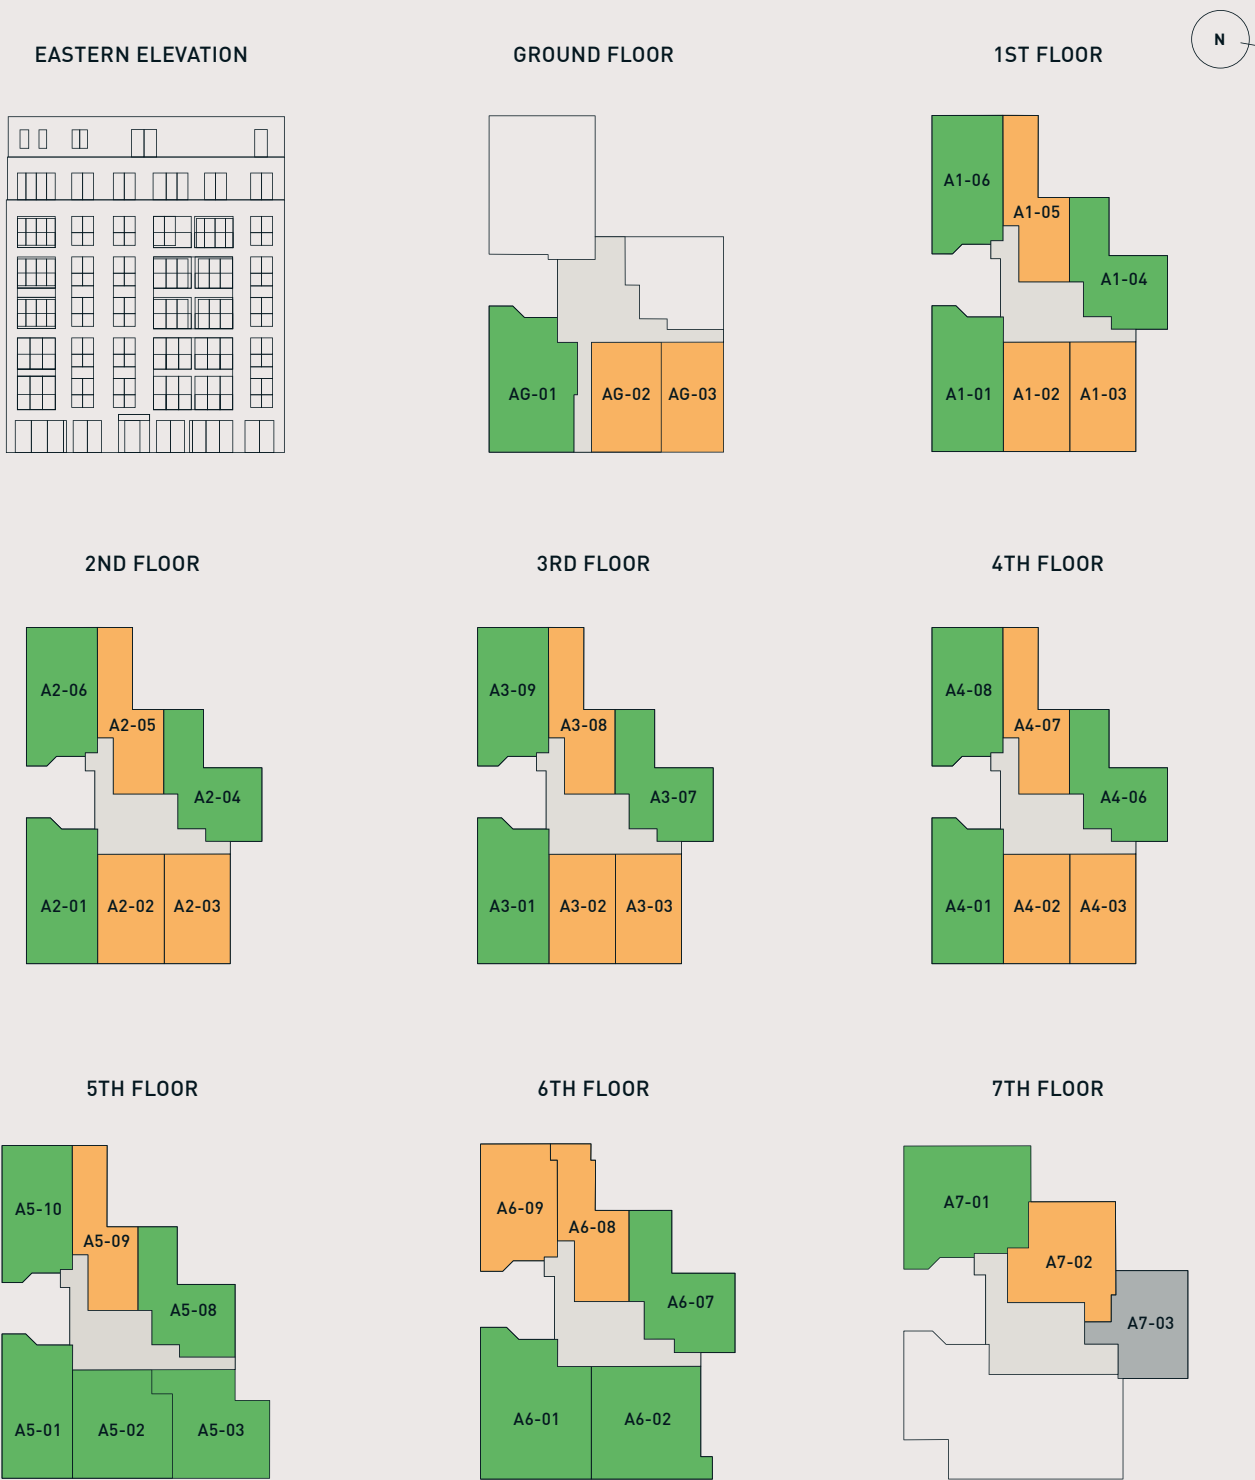 N
EASTERN ELEVATION
GROUND FLOOR
1ST FLOOR
AG-01
AG-02
AG-03
A1-06
A1-05
A1-04
A1-01
A1-02
A1-03
2ND FLOOR
3RD FLOOR
4TH FLOOR
A2-06
A2-05
A2-04
A2-01
A2-02
A2-03
A3-09
A3-08
A3-07
A3-01
A3-02
A3-03
A4-08
A4-07
A4-06
A4-01
A4-02
A4-03
5TH FLOOR
6TH FLOOR
7TH FLOOR
A5-10
A5-09
A5-08
A5-01
A5-02
A5-03
A6-09
A6-08
A6-07
A6-01
A6-02
A7-01
A7-02
A7-03